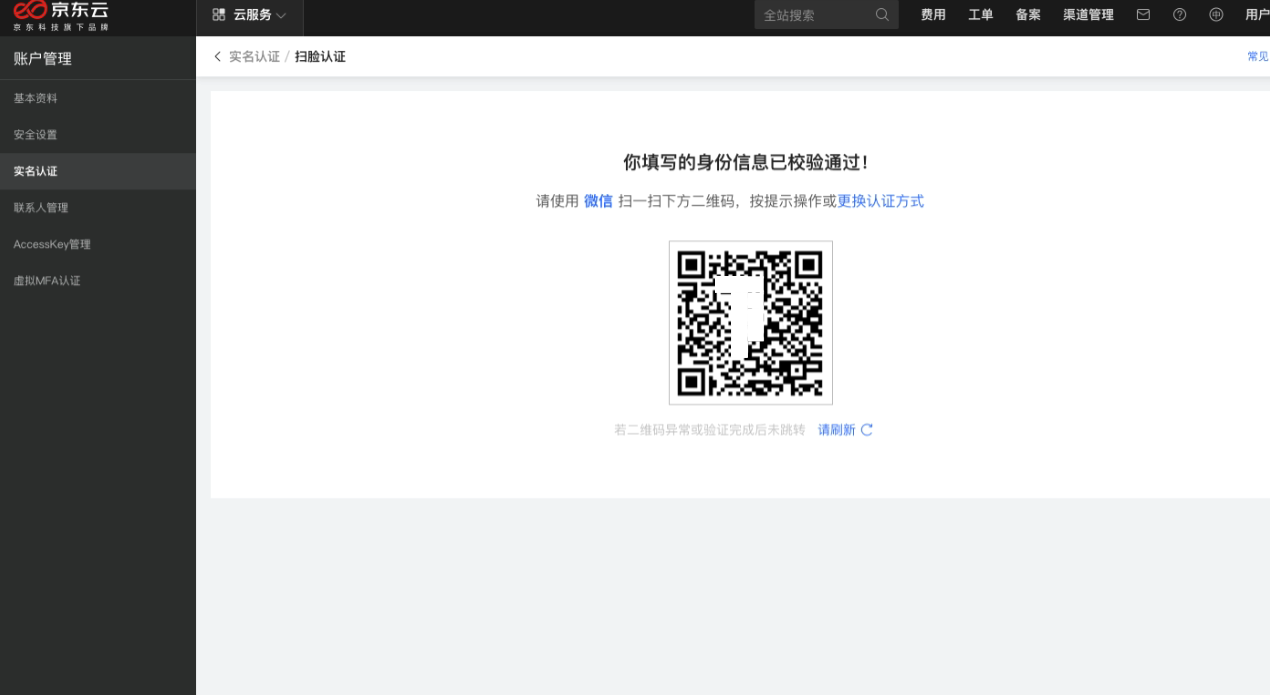 京东云
京东科技旗下品牌
云服务
全站搜索
费用
工单
备案
渠道管理
用户
账户管理
基本资料
安全设置
实名认证
联系人管理
AccessKey管理
虚拟MFA认证
实名认证 / 扫脸认证
常见
你填写的身份信息已校验通过!
请使用 微信 扫一扫下方二维码，按提示操作或更换认证方式
若二维码异常或验证完成后未跳转 请刷新